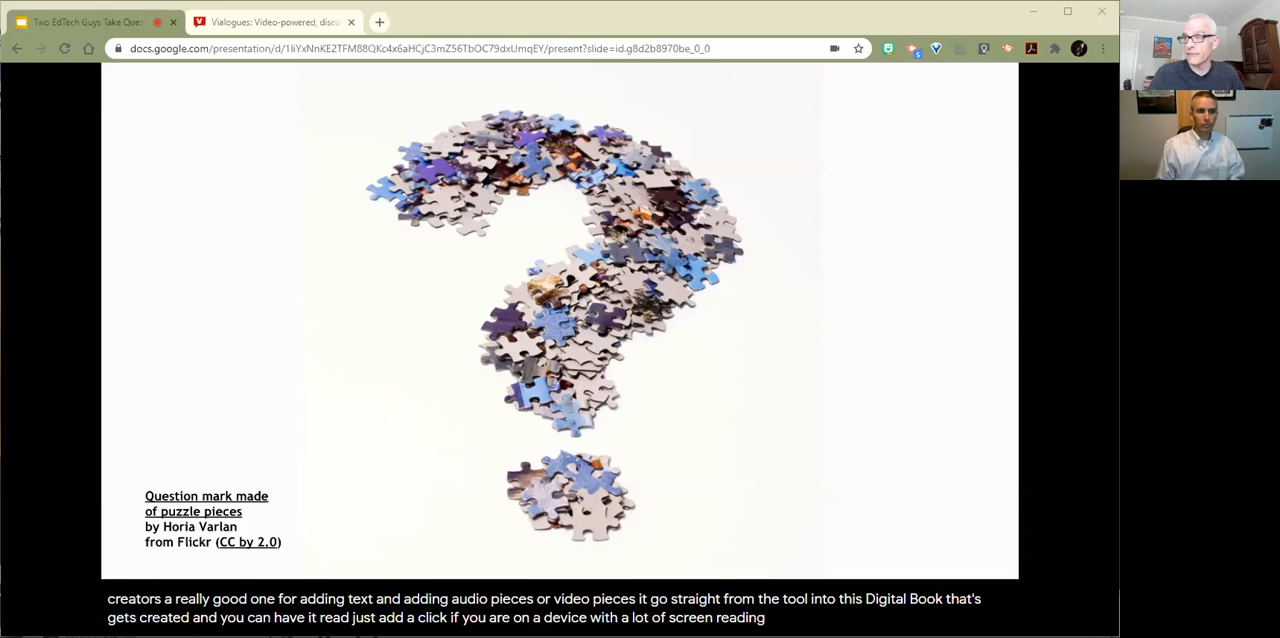 Two EdTech Guys Take Ques
Vialogues: Video-powered, discu
docs.google.com/presentation/d/1liYxNnKE2TFM88QKc4x6aHCjC3mZ56TbOC79dxUmqEY/present?slide=id.g8d2b8970be_0_0
5
Question mark made
of puzzle pieces
by Horia Varlan
from Flickr (CC by 2.0)
creators a really good one for adding text and adding audio pieces or video pieces it go straight from the tool into this Digital Book that's
gets created and you can have it read just add a click if you are on a device with a lot of screen reading